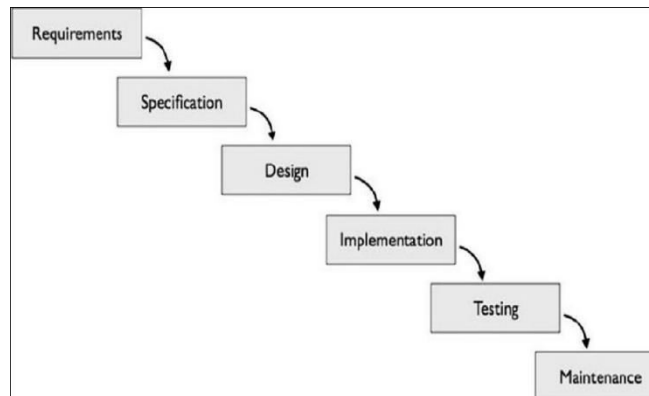 Requirements
Specification
Design
Implementation
Testing
Maintenance